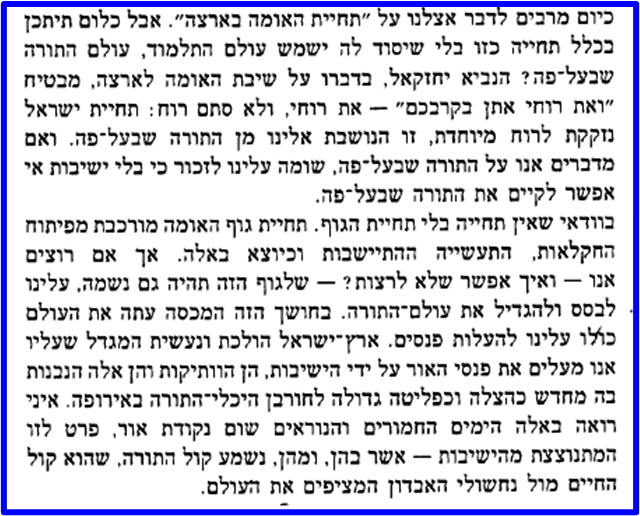 כיום מרבים לדבר אצלנו על "תחיית האומה בארצה". אבל כלום תיתכן
בכלל תחייה כזו בלי שיסוד לה ישמש עולם התלמוד, עולם התורה
שבעל־פה? הנביא יחזקאל, בדברו על שיבת האומה לארצה, מבטיח
"ואת רוחי אתן בקרבכם" — את רוחי, ולא סתם רוח: תחיית ישראל
נזקקת לרוח מיוחדת, זו הנושבת אלינו מן התורה שבעל־פה. ואם
מדברים אנו על התורה שבעל־פה, שומה עלינו לזכור כי בלי ישיבות אי
אפשר לקיים את התורה שבעל־פה.
בוודאי שאין תחייה בלי תחיית הגוף. תחיית גוף האומה מורכבת מפיתוח
החקלאות, התעשייה ההתיישבות וכיוצא באלה. אך אם רוצים
אנו — ואיך אפשר שלא לרצות? — שלגוף הזה תהיה גם נשמה, עלינו
לבסס ולהגדיל את עולם־התורה. בחושך הזה המכסה עתה את העולם
כולו עלינו להעלות פנסים. ארץ־ישראל הולכת ונעשית המגדל שעליו
אנו מעלים את פנסי האור על ידי הישיבות, הן הוותיקות והן אלה הנבנות
בה מחדש כהצלה וכפליטה גדולה לחורבן היכלי־התורה באירופה. איני
רואה באלה הימים החמורים והנוראים שום נקודת אור, פרט לזו
המתנוצצת מהישיבות — אשר בהן, ומהן, נשמע קול התורה, שהוא קול
החיים מול נחשולי האבדון המציפים את העולם.